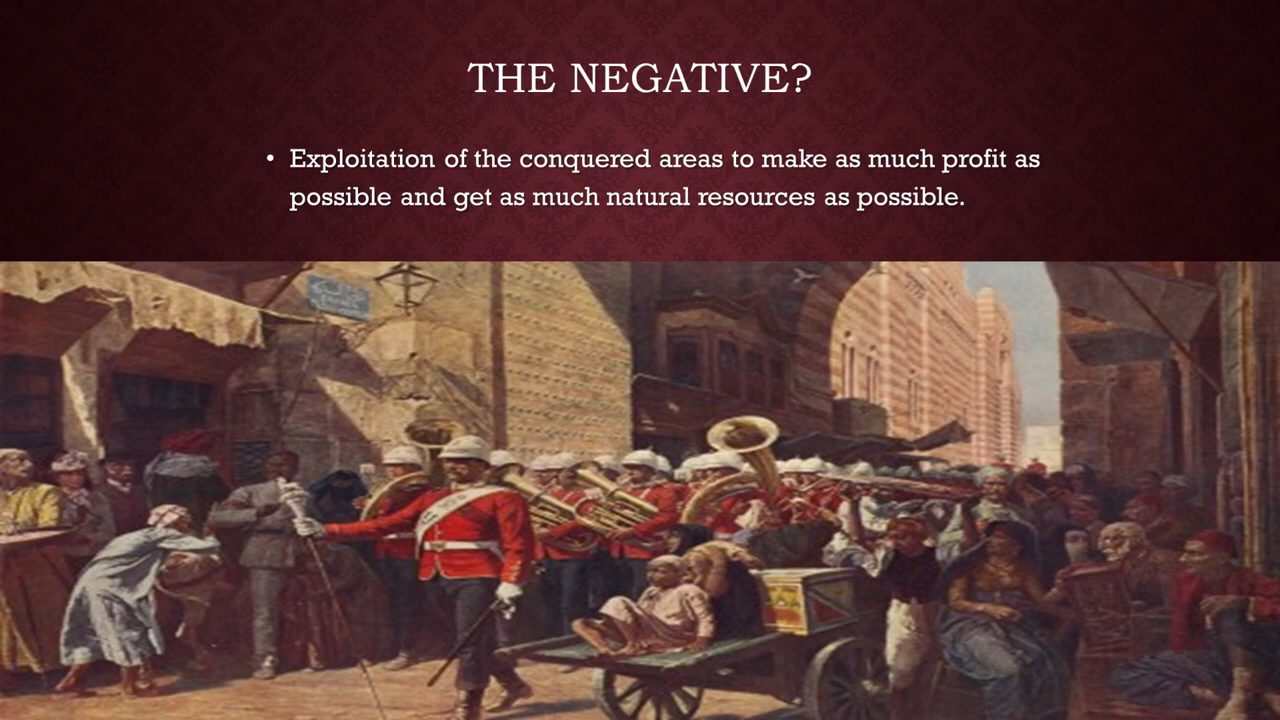 THE NEGATIVE?
• Exploitation of the conquered areas to make as much profit as
possible and get as much natural resources as possible.